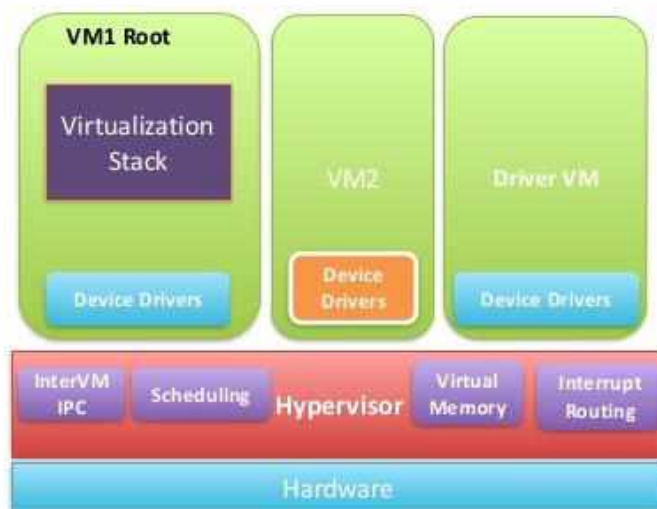 VM1 Root
Virtualization
Stack
Device Drivers
VM2
Device
Drivers
Driver VM
Device Drivers
InterVM
IPC
Scheduling
Hypervisor
Virtual
Memory
Interrupt
Routing
Hardware